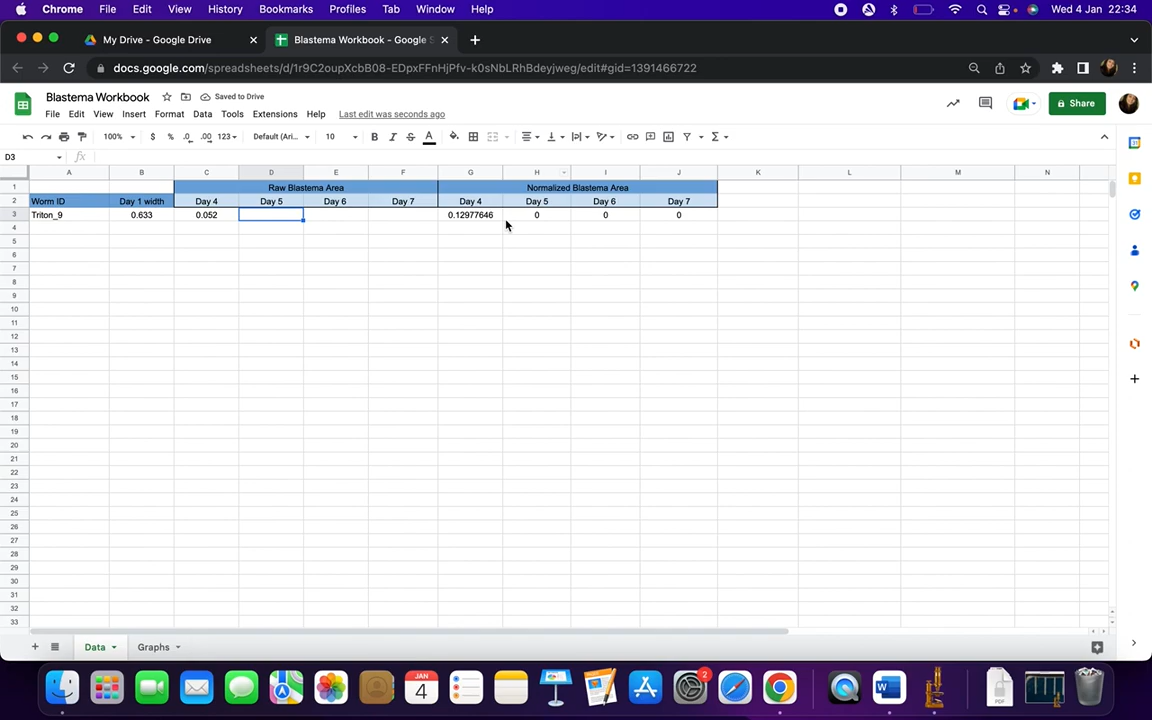 Chrome File Edit View History Bookmarks Profiles Tab Window Help Wed 4 Jan 22:34
My Drive - Google Drive Blastema Workbook - Google S
docs.google.com/spreadsheets/d/1r9C2oupXcbB08-EDpxFFnHjPfv-k0sNbLRhBdeyjweg/edit#gid=1391466722
Blastema Workbook Saved to Drive
File Edit View Insert Format Data Tools Extensions Help Last edit was seconds ago
Share
100% $ % .0 .00 123 Default (Ari... 10 B I S A
D3 fx
A B C D E F G H I J K L M N
1 Raw Blastema Area Normalized Blastema Area
2 Worm ID Day 1 width Day 4 Day 5 Day 6 Day 7 Day 4 Day 5 Day 6 Day 7
3 Triton_9 0.633 0.052 0.12977646 0 0 0
4
5
6
7
8
9
10
11
12
13
14
15
16
17
18
19
20
21
22
23
24
25
26
27
28
29
30
31
32
33
Data Graphs
JAN
4
2
PDF